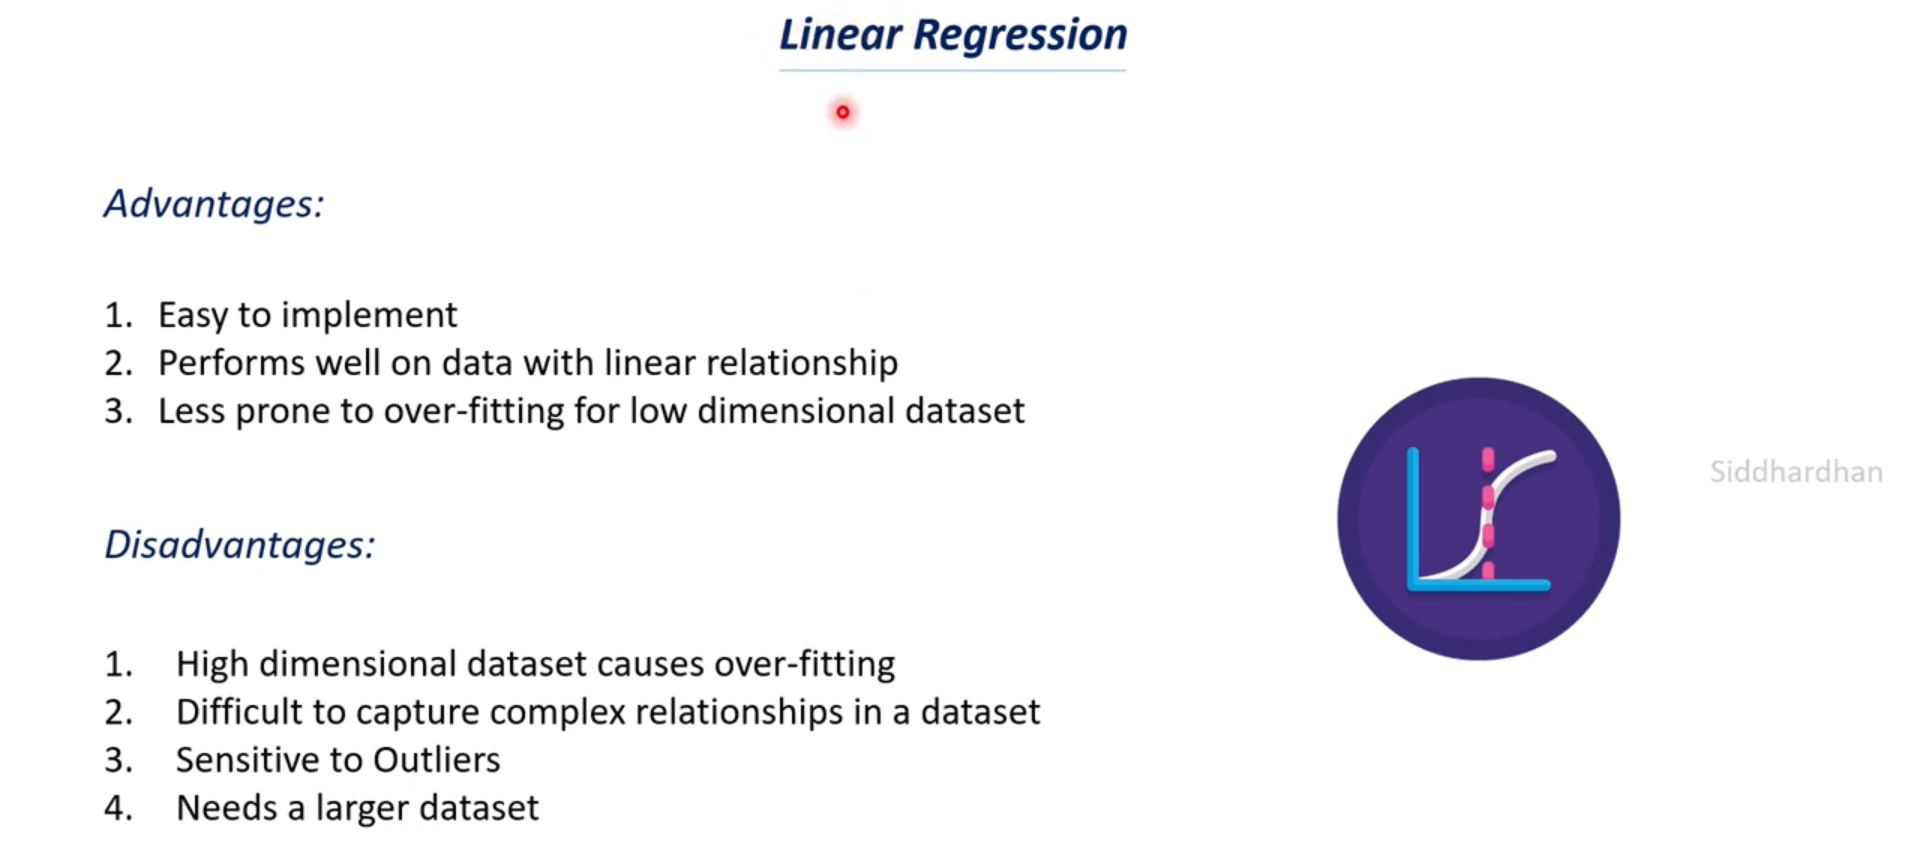 Linear Regression
Advantages:
1. Easy to implement
2. Performs well on data with linear relationship
3. Less prone to over-fitting for low dimensional dataset
Siddhardhan
Disadvantages:
1. High dimensional dataset causes over-fitting
2. Difficult to capture complex relationships in a dataset
3. Sensitive to Outliers
4. Needs a larger dataset